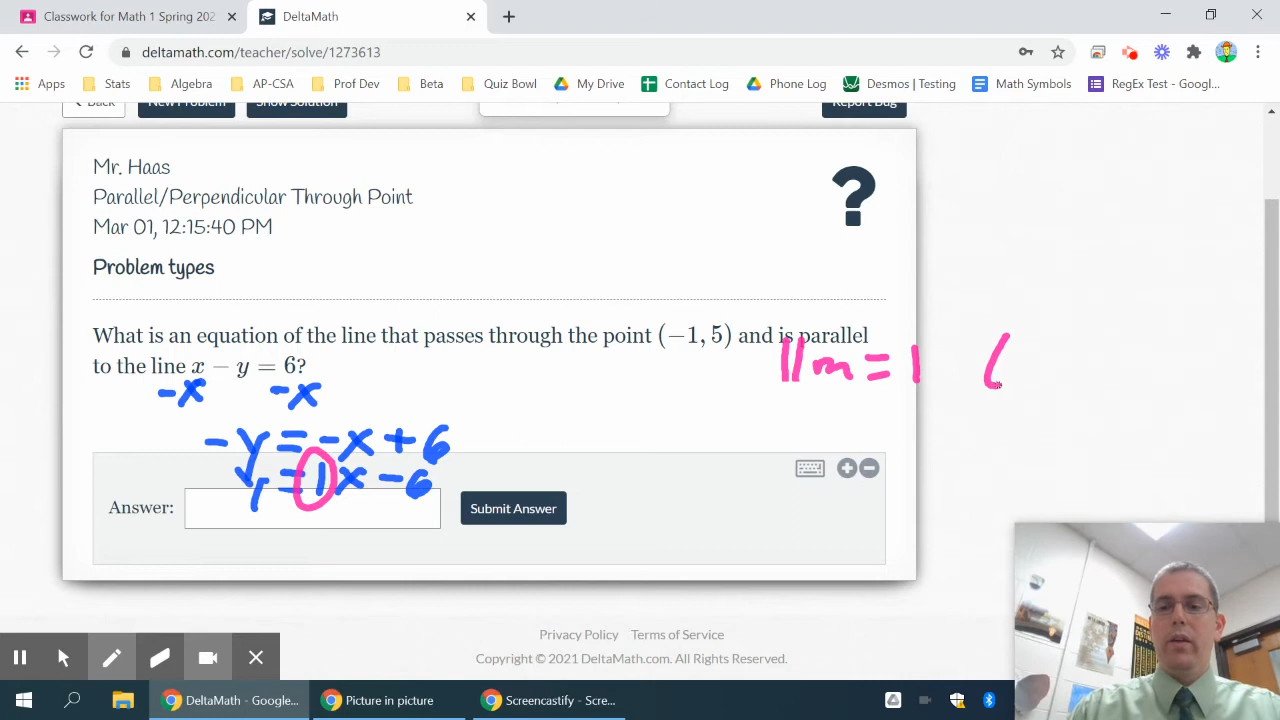 Classwork for Math 1 Spring 202
DeltaMath
deltamath.com/teacher/solve/1273613
Apps Stats Algebra AP-CSA Prof Dev Beta Quiz Bowl My Drive Contact Log Phone Log Desmos | Testing Math Symbols RegEx Test - Googl...
Back New Problem Show Solution Report Bug
Mr. Haas
Parallel/Perpendicular Through Point
Mar 01, 12:15:40 PM
Problem types
What is an equation of the line that passes through the point (−1, 5) and is parallel
to the line x − y = 6?
|| m = 1 (
-x -x
-y = -x + 6
y = 1x - 6
Answer:
Submit Answer
Privacy Policy Terms of Service
Copyright © 2021 DeltaMath.com. All Rights Reserved.
DeltaMath - Google... Picture in picture Screencastify - Scre...